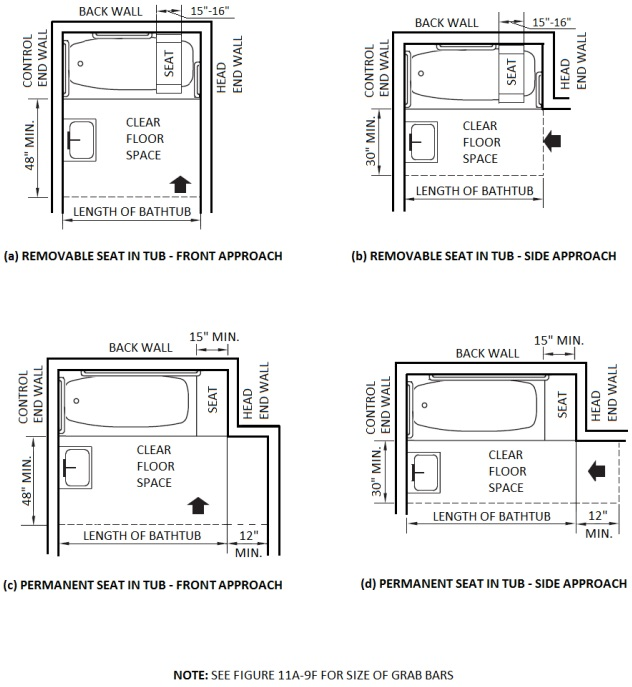 BACK WALL
15"-16"
CONTROL
END WALL
SEAT
HEAD
END WALL
48" MIN.
CLEAR
FLOOR
SPACE
LENGTH OF BATHTUB
(a) REMOVABLE SEAT IN TUB - FRONT APPROACH
BACK WALL
15"-16"
CONTROL
END WALL
SEAT
HEAD
END WALL
30" MIN.
CLEAR
FLOOR
SPACE
LENGTH OF BATHTUB
(b) REMOVABLE SEAT IN TUB - SIDE APPROACH
15" MIN.
BACK WALL
CONTROL
END WALL
SEAT
HEAD
END WALL
48" MIN.
CLEAR
FLOOR
SPACE
LENGTH OF BATHTUB
12"
MIN.
(c) PERMANENT SEAT IN TUB - FRONT APPROACH
15" MIN.
BACK WALL
CONTROL
END WALL
SEAT
HEAD
END WALL
30" MIN.
CLEAR
FLOOR
SPACE
LENGTH OF BATHTUB
12"
MIN.
(d) PERMANENT SEAT IN TUB - SIDE APPROACH
NOTE: SEE FIGURE 11A-9F FOR SIZE OF GRAB BARS